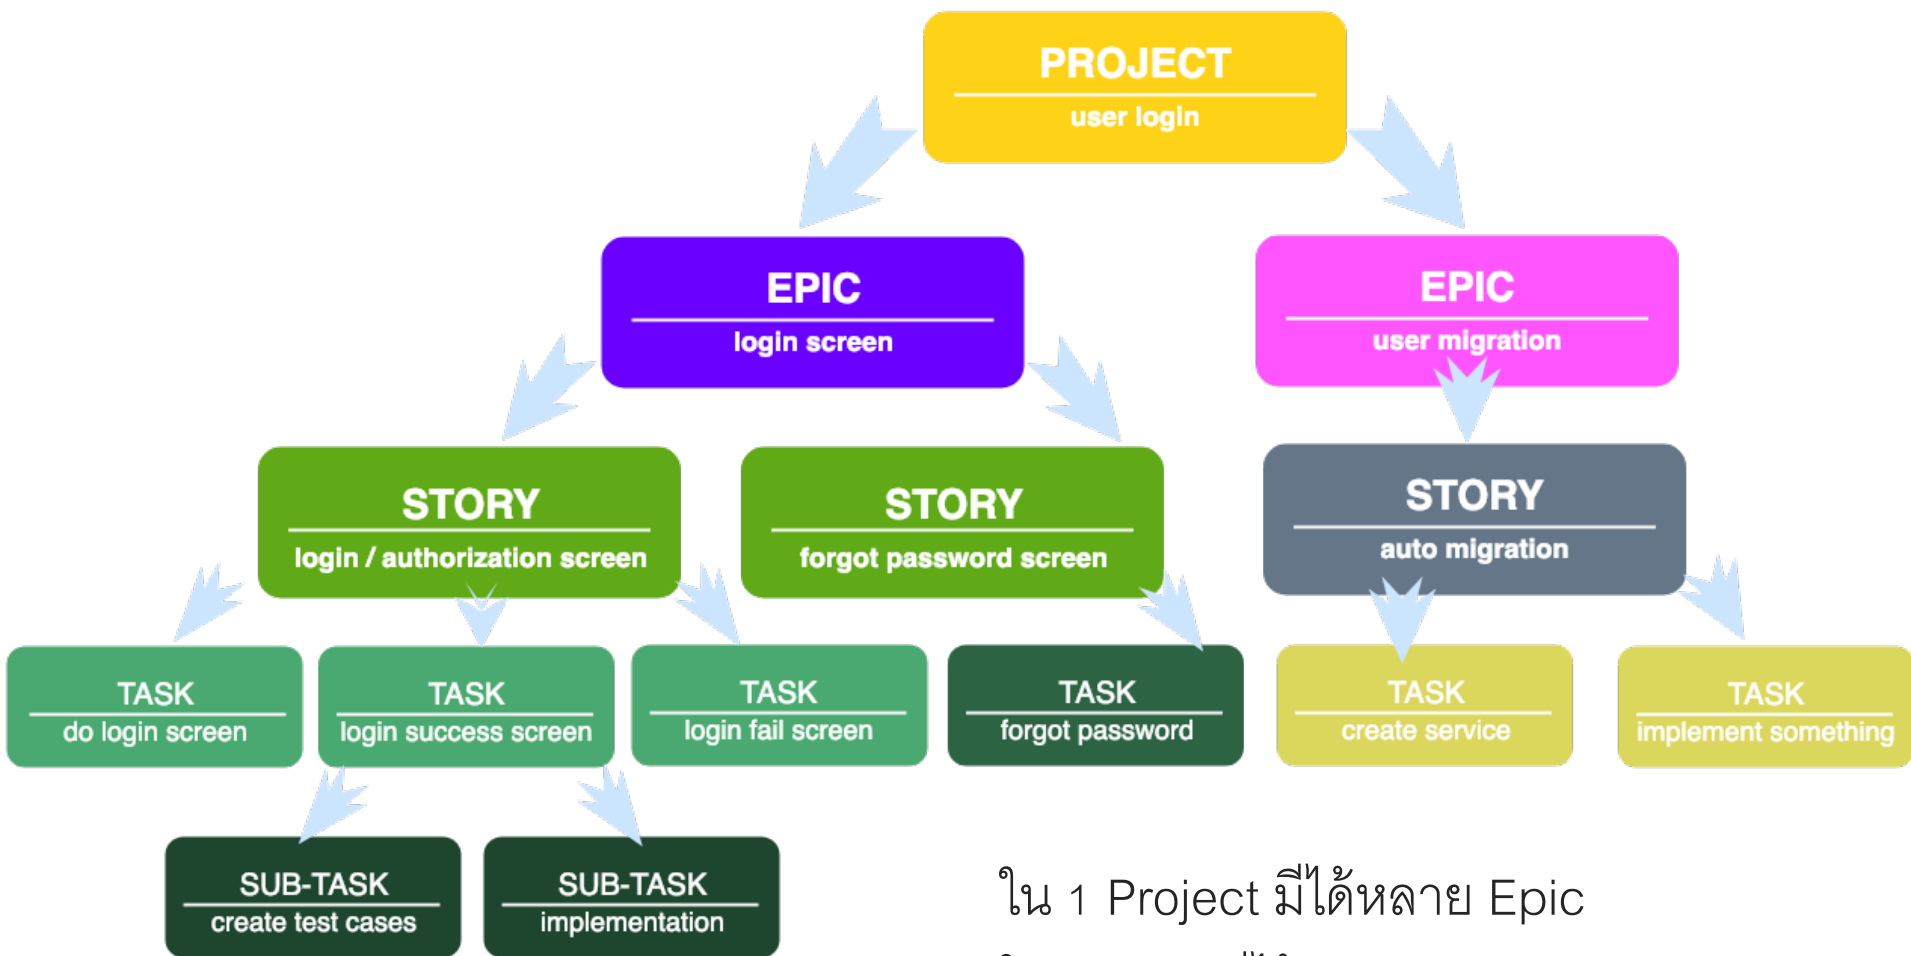 PROJECT
user login
EPIC
login screen
EPIC
user migration
STORY
login / authorization screen
STORY
forgot password screen
STORY
auto migration
TASK
do login screen
TASK
login success screen
TASK
login fail screen
TASK
forgot password
TASK
create service
TASK
implement something
SUB-TASK
create test cases
SUB-TASK
implementation
ใน 1 Project มีได้หลาย Epic